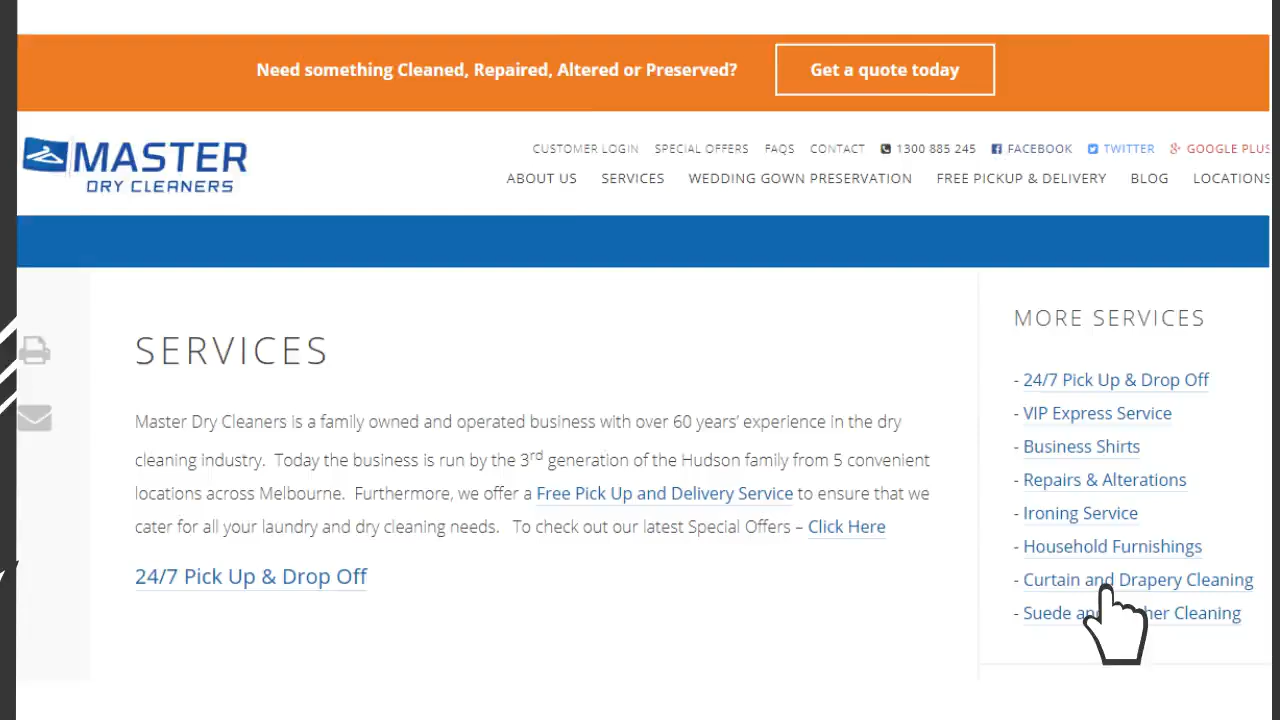 Need something Cleaned, Repaired, Altered or Preserved?
Get a quote today
MASTER
DRY CLEANERS
CUSTOMER LOGIN SPECIAL OFFERS FAQS CONTACT 1300 885 245 FACEBOOK TWITTER GOOGLE PLUS
ABOUT US SERVICES WEDDING GOWN PRESERVATION FREE PICKUP & DELIVERY BLOG LOCATIONS
SERVICES
Master Dry Cleaners is a family owned and operated business with over 60 years’ experience in the dry
cleaning industry. Today the business is run by the 3rd generation of the Hudson family from 5 convenient
locations across Melbourne. Furthermore, we offer a Free Pick Up and Delivery Service to ensure that we
cater for all your laundry and dry cleaning needs. To check out our latest Special Offers – Click Here
24/7 Pick Up & Drop Off
MORE SERVICES
- 24/7 Pick Up & Drop Off
- VIP Express Service
- Business Shirts
- Repairs & Alterations
- Ironing Service
- Household Furnishings
- Curtain and Drapery Cleaning
- Suede and Cleaning